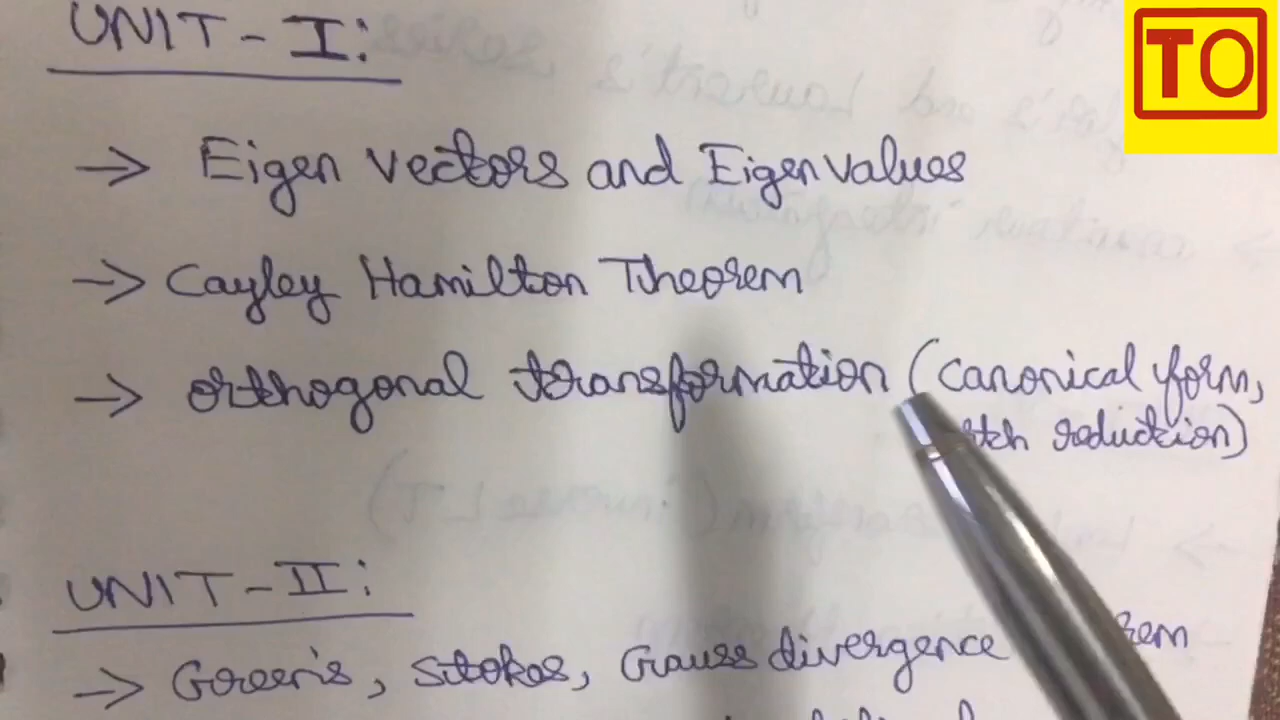 TO
UNIT - I:
→ Eigen vectors and Eigen values
→ Cayley Hamilton Theorem
→ orthogonal transformation (canonical form,
reduction)
UNIT - II:
→ Green's, Stokes, Gauss divergence